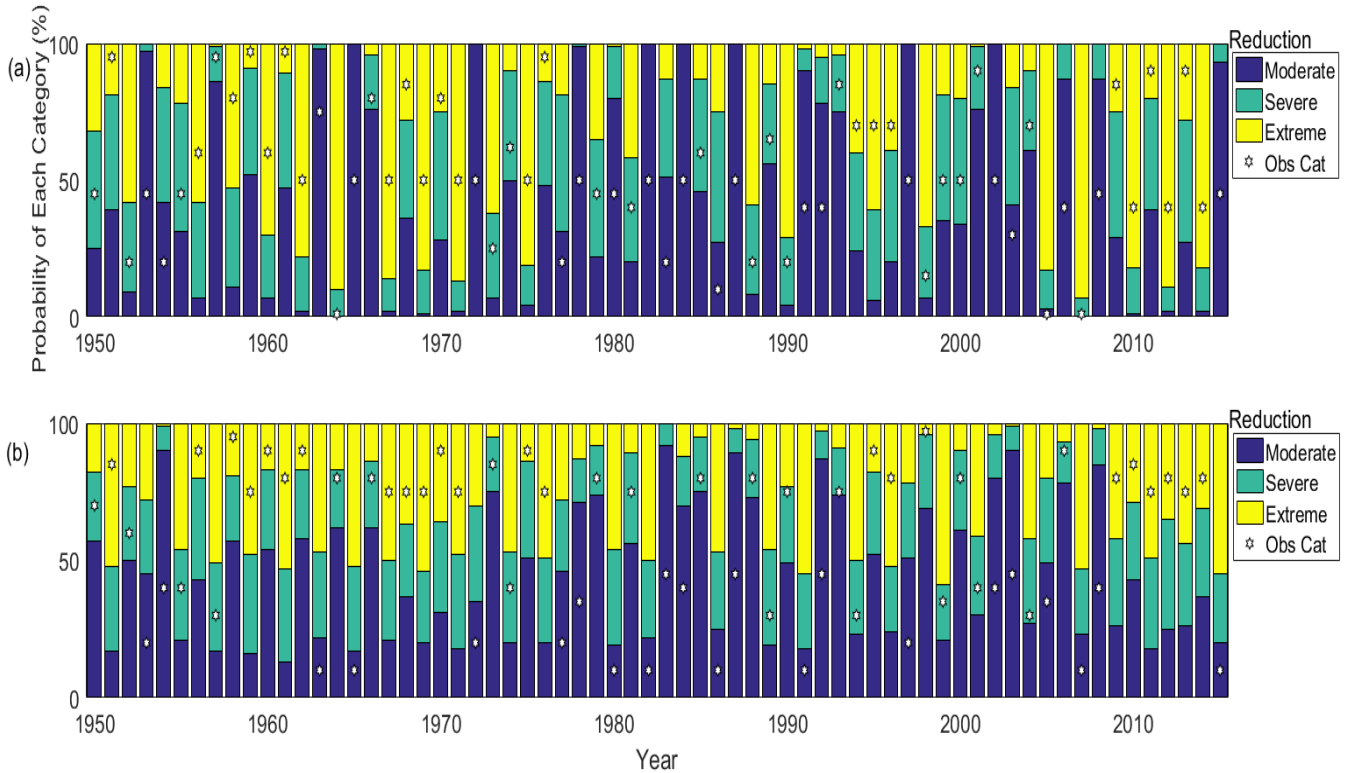 Probability of Each Category (%)
(a)
100
50
0
1950
1960
1970
1980
1990
2000
2010
Reduction
Moderate
Severe
Extreme
Obs Cat
(b)
100
50
0
1950
1960
1970
1980
1990
2000
2010
Year
Reduction
Moderate
Severe
Extreme
Obs Cat